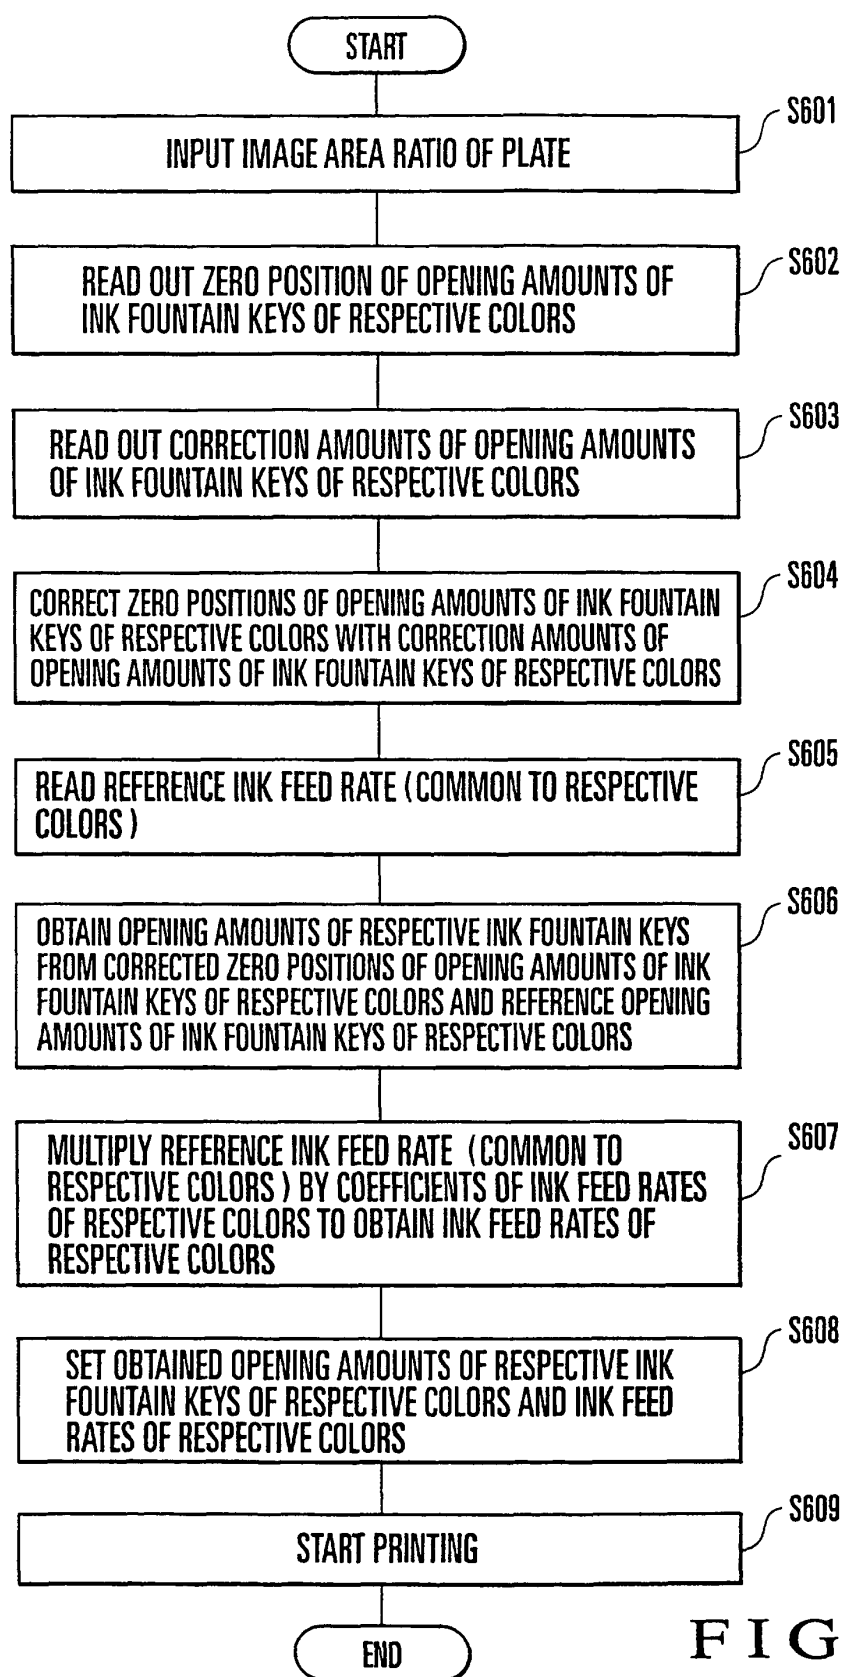 START
S601
INPUT IMAGE AREA RATIO OF PLATE
S602
READ OUT ZERO POSITION OF OPENING AMOUNTS OF
INK FOUNTAIN KEYS OF RESPECTIVE COLORS
S603
READ OUT CORRECTION AMOUNTS OF OPENING AMOUNTS
OF INK FOUNTAIN KEYS OF RESPECTIVE COLORS
S604
CORRECT ZERO POSITIONS OF OPENING AMOUNTS OF INK FOUNTAIN
KEYS OF RESPECTIVE COLORS WITH CORRECTION AMOUNTS OF
OPENING AMOUNTS OF INK FOUNTAIN KEYS OF RESPECTIVE COLORS
S605
READ REFERENCE INK FEED RATE (COMMON TO RESPECTIVE
COLORS)
S606
OBTAIN OPENING AMOUNTS OF RESPECTIVE INK FOUNTAIN KEYS
FROM CORRECTED ZERO POSITIONS OF OPENING AMOUNTS OF INK
FOUNTAIN KEYS OF RESPECTIVE COLORS AND REFERENCE OPENING
AMOUNTS OF INK FOUNTAIN KEYS OF RESPECTIVE COLORS
S607
MULTIPLY REFERENCE INK FEED RATE (COMMON TO
RESPECTIVE COLORS) BY COEFFICIENTS OF INK FEED RATES
OF RESPECTIVE COLORS TO OBTAIN INK FEED RATES OF
RESPECTIVE COLORS
S608
SET OBTAINED OPENING AMOUNTS OF RESPECTIVE INK
FOUNTAIN KEYS OF RESPECTIVE COLORS AND INK FEED
RATES OF RESPECTIVE COLORS
S609
START PRINTING
END
FIG